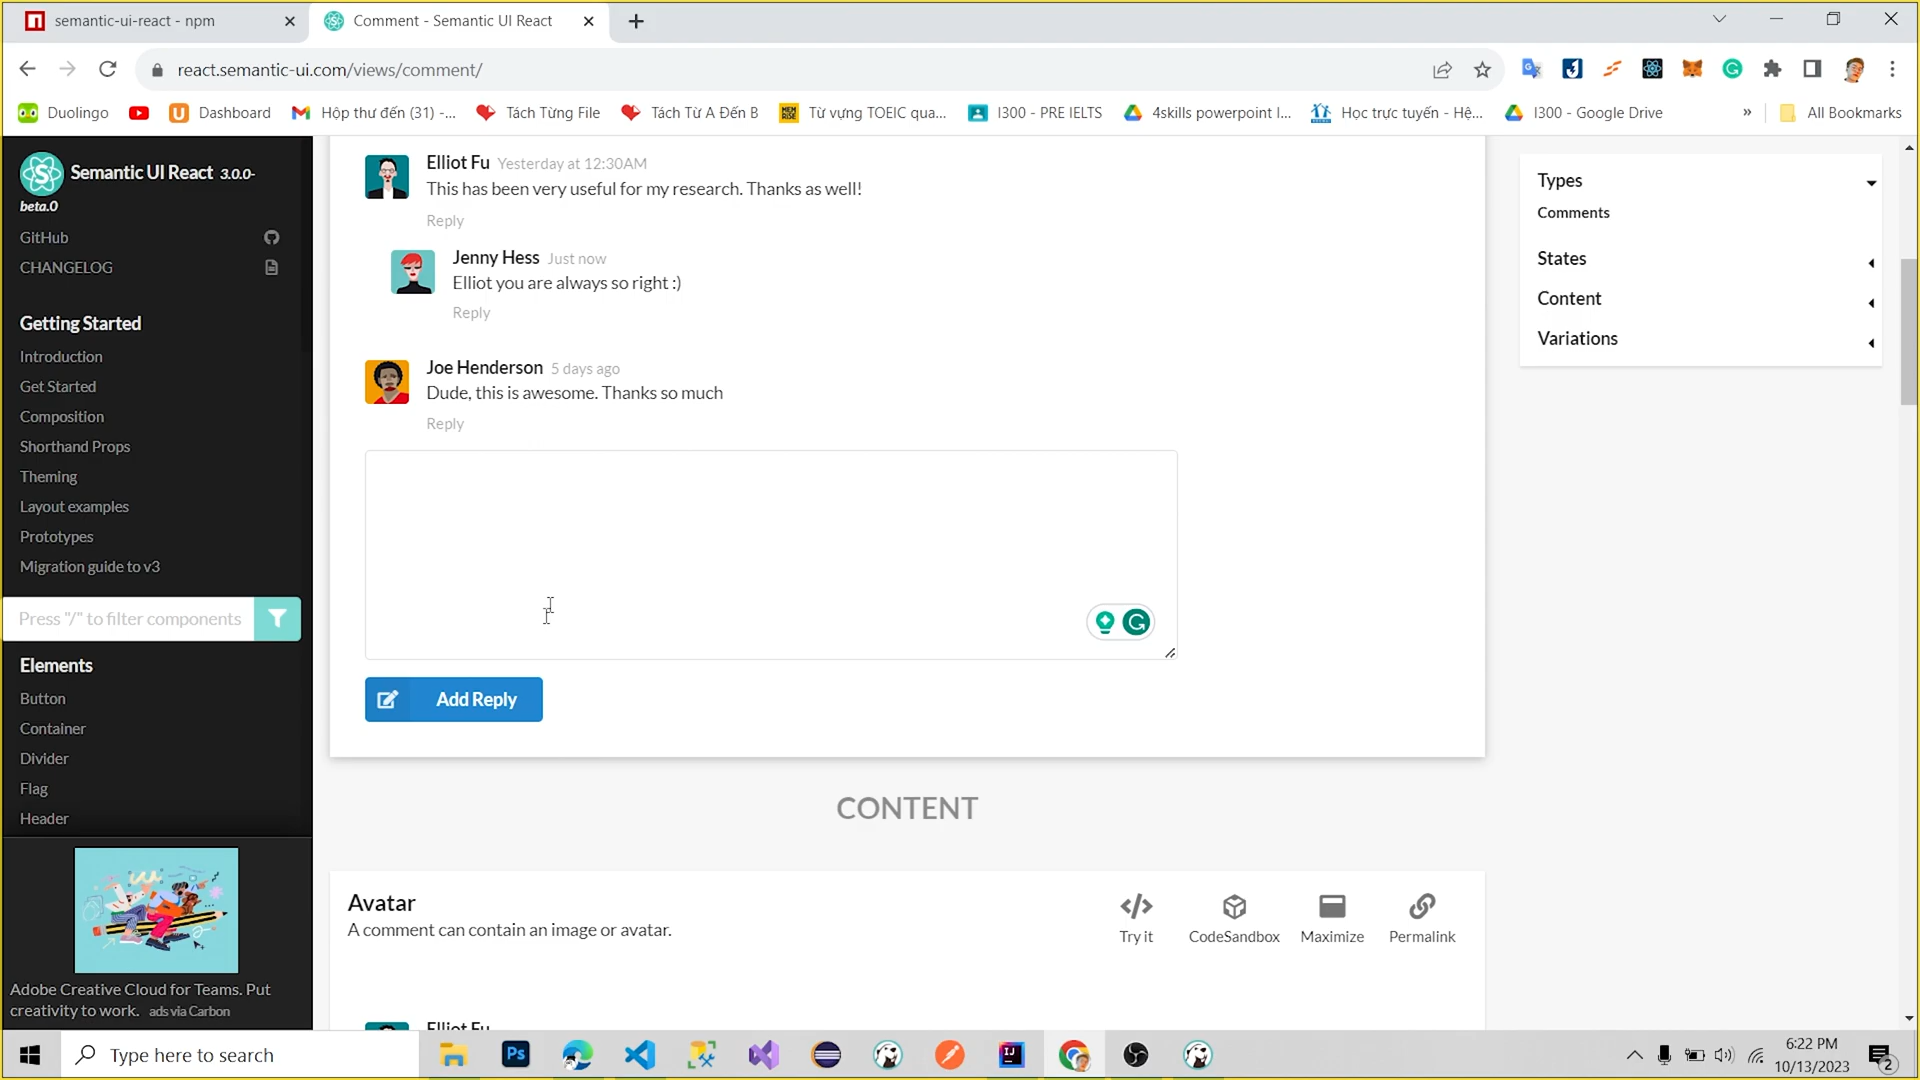 semantic-ui-react - npm
Comment - Semantic UI React
react.semantic-ui.com/views/comment/
Duolingo
Dashboard
Hộp thư đến (31) -...
Tách Từng File
Tách Từ A Đến B
Từ vựng TOEIC qua...
I300 - PRE IELTS
4skills powerpoint I...
Học trực tuyến - Hệ...
I300 - Google Drive
»
All Bookmarks
Semantic UI React 3.0.0-
beta.0
GitHub
CHANGELOG
Getting Started
Introduction
Get Started
Composition
Shorthand Props
Theming
Layout examples
Prototypes
Migration guide to v3
Press "/" to filter components
Elements
Button
Container
Divider
Flag
Header
Adobe Creative Cloud for Teams. Put
creativity to work. ads via Carbon
Elliot Fu Yesterday at 12:30AM
This has been very useful for my research. Thanks as well!
Reply
Jenny Hess Just now
Elliot you are always so right :)
Reply
Joe Henderson 5 days ago
Dude, this is awesome. Thanks so much
Reply
Add Reply
CONTENT
Avatar
A comment can contain an image or avatar.
Try it
CodeSandbox
Maximize
Permalink
Elliot Fu
Types
Comments
States
Content
Variations
Type here to search
Ps
IJ
6:22 PM
10/13/2023
2